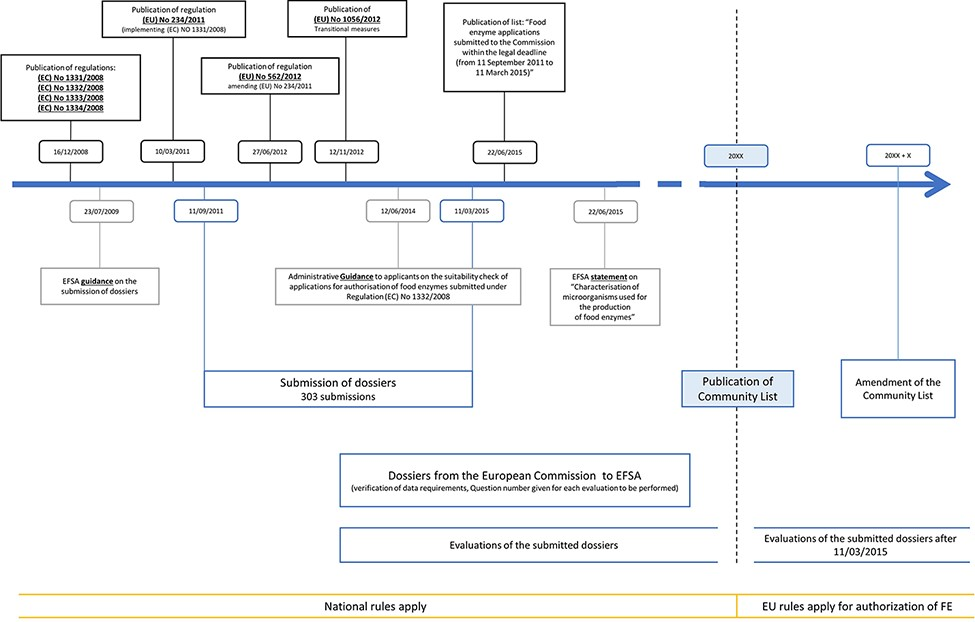 Publication of regulation
(EU) No 234/2011
(implementing (EC) NO 1331/2008)
Publication of
(EU) No 1056/2012
Transitional measures
Publication of list: “Food
enzyme applications
submitted to the Commission
within the legal deadline
(from 11 September 2011 to
11 March 2015)”
Publication of regulations:
(EC) No 1331/2008
(EC) No 1332/2008
(EC) No 1333/2008
(EC) No 1334/2008
Publication of regulation
(EU) No 562/2012
amending (EU) No 234/2011
16/12/2008
10/03/2011
27/06/2012
12/11/2012
22/06/2015
20XX
20XX + X
23/07/2009
11/09/2011
12/06/2014
11/03/2015
22/06/2015
EFSA guidance on the
submission of dossiers
Administrative Guidance to applicants on the suitability check of
applications for authorisation of food enzymes submitted under
Regulation (EC) No 1332/2008
EFSA statement on
“Characterisation of
microorganisms used for
the production
of food enzymes”
Submission of dossiers
303 submissions
Publication of
Community List
Amendment of the
Community List
Dossiers from the European Commission to EFSA
(verification of data requirements, Question number given for each evaluation to be performed)
Evaluations of the submitted dossiers
Evaluations of the submitted dossiers after
11/03/2015
National rules apply
EU rules apply for authorization of FE